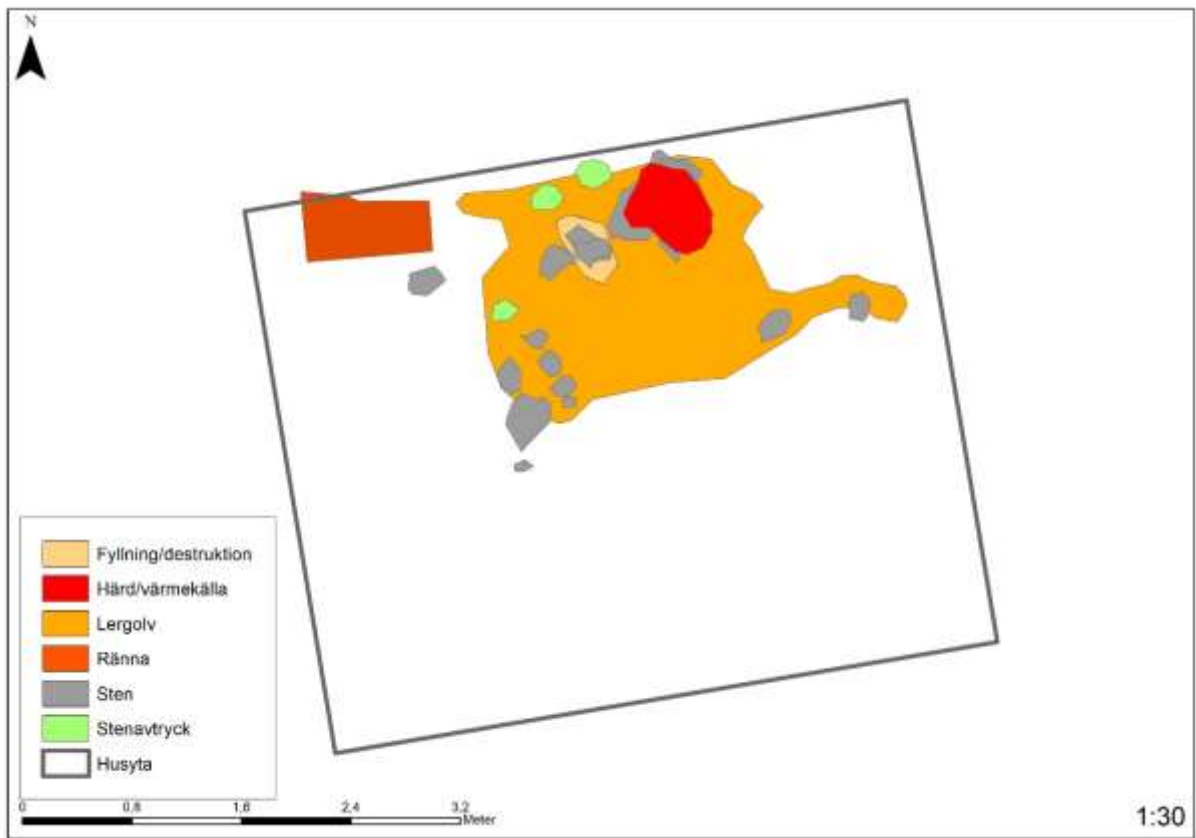 N
Fyllning/destruktion
Härd/värmekälla
Lergolv
Ränna
Sten
Stenavtryck
Husyta
0 0,8 1,6 2,4 3,2
Meter
1:30